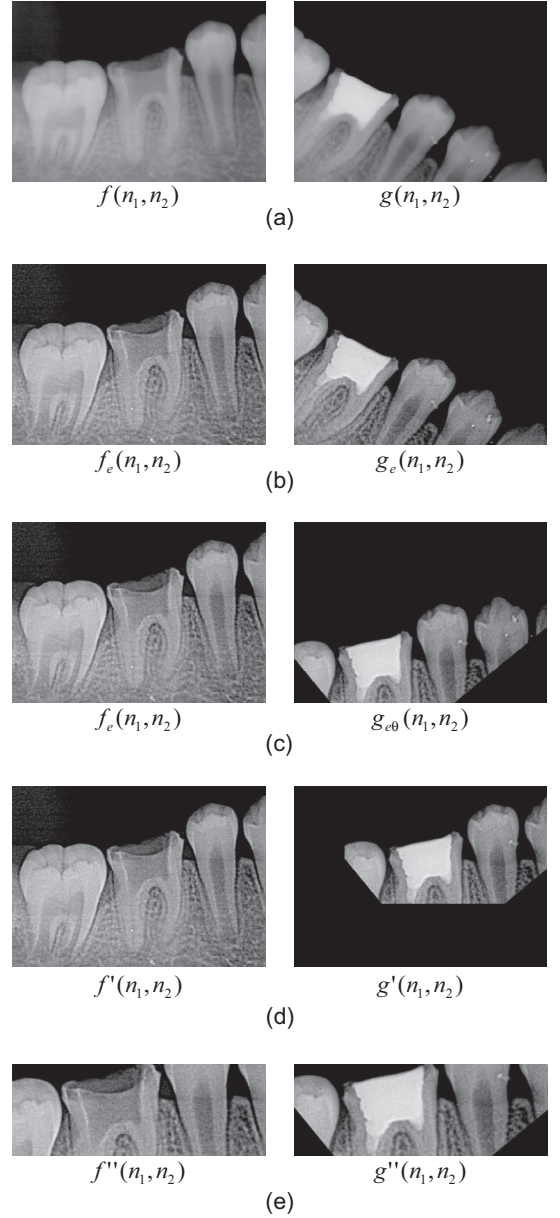 f(n₁,n₂) g(n₁,n₂)
(a)
fₑ(n₁,n₂) gₑ(n₁,n₂)
(b)
fₑ(n₁,n₂) gₑθ(n₁,n₂)
(c)
f'(n₁,n₂) g'(n₁,n₂)
(d)
f''(n₁,n₂) g''(n₁,n₂)
(e)